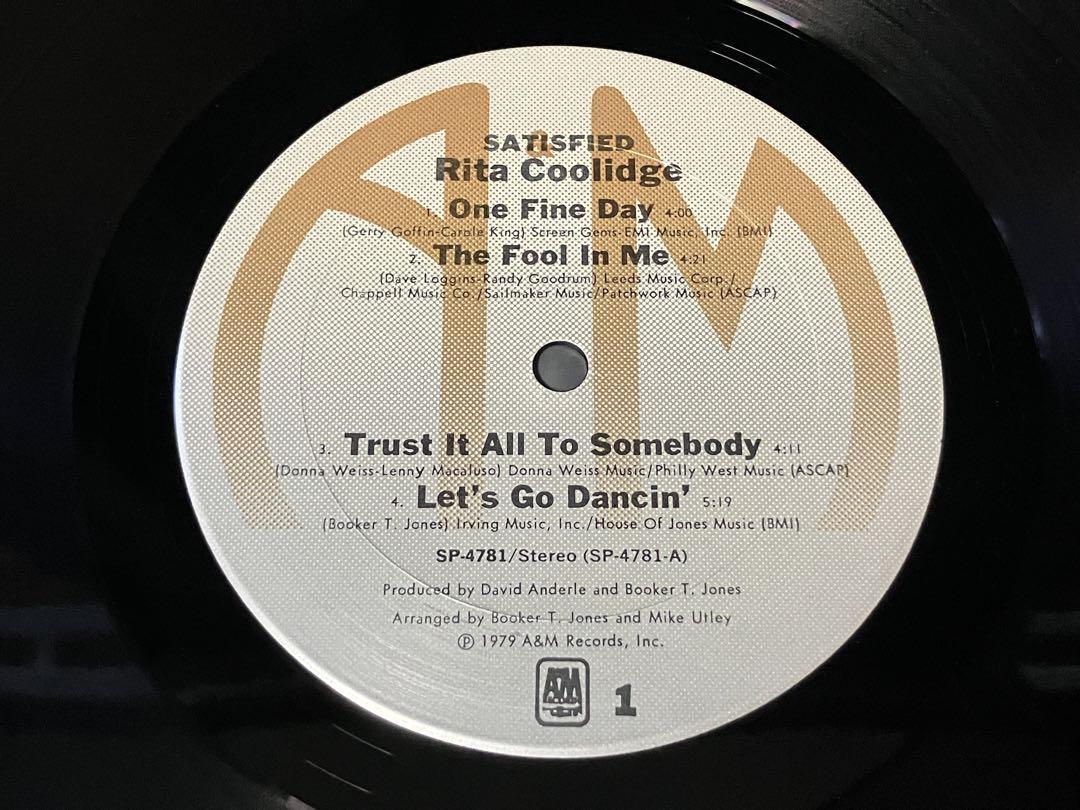 SATISFIED
Rita Coolidge
1. One Fine Day 4:00
(Gerry Goffin-Carole King) Screen Gems-EMI Music, Inc. (BMI)
2. The Fool In Me 4:21
(Dave Loggins-Randy Goodrum) Leeds Music Corp./
Chappell Music Co./Sailmaker Music/Patchwork Music (ASCAP)
3. Trust It All To Somebody 4:11
(Donna Weiss-Lenny Macaluso) Donna Weiss Music/Philly West Music (ASCAP)
4. Let's Go Dancin' 5:19
(Booker T. Jones) Irving Music, Inc./House Of Jones Music (BMI)
SP-4781/Stereo (SP-4781-A)
Produced by David Anderle and Booker T. Jones
Arranged by Booker T. Jones and Mike Utley
℗ 1979 A&M Records, Inc.
A&M
1